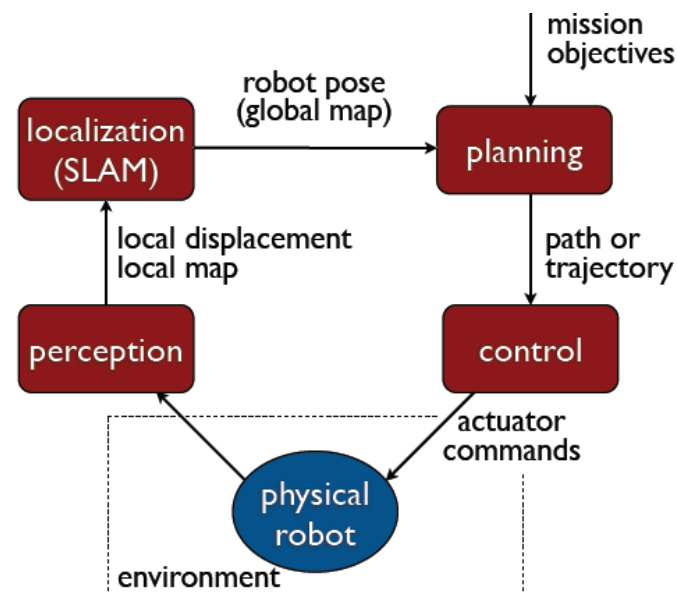 mission
objectives
robot pose
(global map)
localization
(SLAM)
planning
local displacement
local map
path or
trajectory
perception
control
actuator
commands
physical
robot
environment